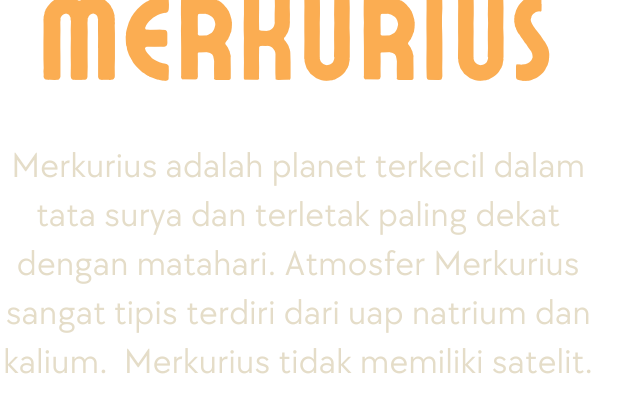 MERKURIUS
Merkurius adalah planet terkecil dalam
tata surya dan terletak paling dekat
dengan matahari. Atmosfer Merkurius
sangat tipis terdiri dari uap natrium dan
kalium.  Merkurius tidak memiliki satelit.